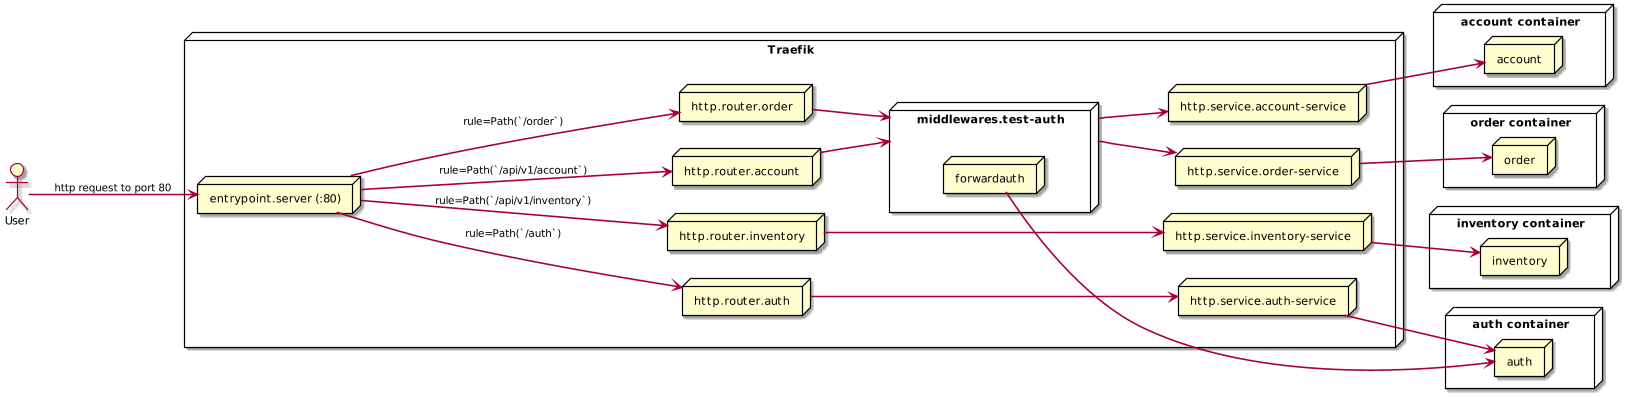 account container
account
Traefik
http.router.order
http.service.account-service
rule=Path(`/order`)
middlewares.test-auth
order container
order
rule=Path(`/api/v1/account`)
http.router.account
http.service.order-service
forwardauth
http request to port 80
entrypoint.server (:80)
User
rule=Path(`/api/v1/inventory`)
http.router.inventory
http.service.inventory-service
inventory container
inventory
rule=Path(`/auth`)
http.router.auth
http.service.auth-service
auth container
auth